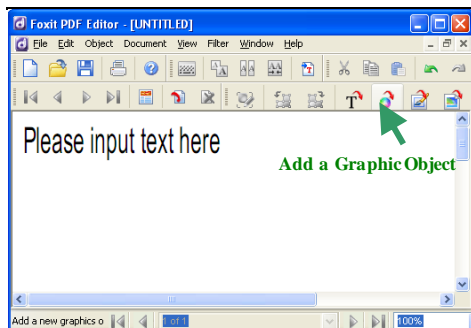 Foxit PDF Editor - [UNTITLED]
File Edit Object Document View Filter Window Help
Please input text here
Add a Graphic Object
Add a new graphics o 1 of 1 100%